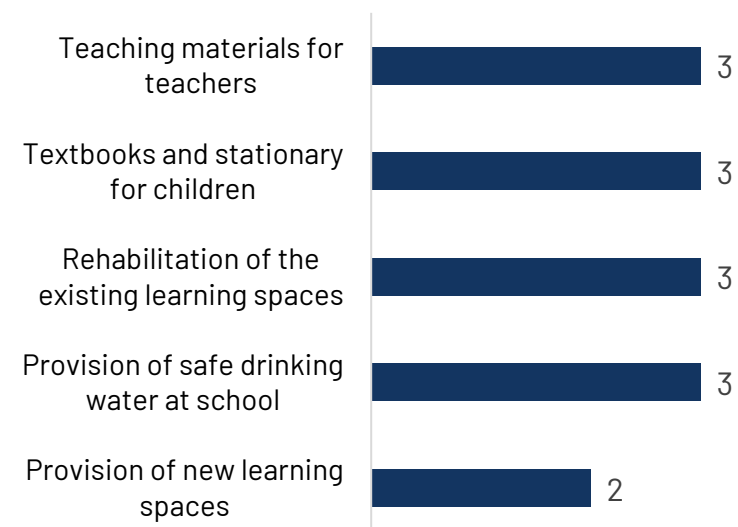 Teaching materials for
teachers
3
Textbooks and stationary
for children
3
Rehabilitation of the
existing learning spaces
3
Provision of safe drinking
water at school
3
Provision of new learning
spaces
2